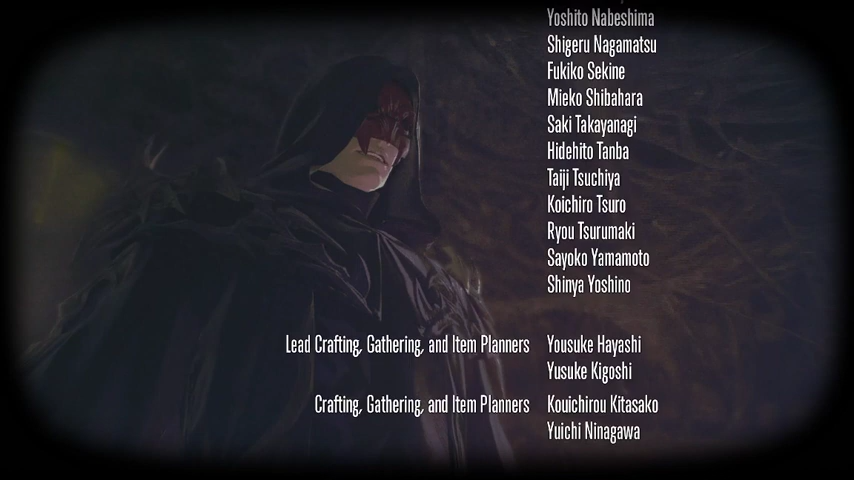 Yoshito Nabeshima
Shigeru Nagamatsu
Fukiko Sekine
Mieko Shibahara
Saki Takayanagi
Hidehito Tanba
Taiji Tsuchiya
Koichiro Tsuro
Ryou Tsurumaki
Sayoko Yamamoto
Shinya Yoshino
Lead Crafting, Gathering, and Item Planners Yousuke Hayashi
Yusuke Kigoshi
Crafting, Gathering, and Item Planners Kouichirou Kitasako
Yuichi Ninagawa